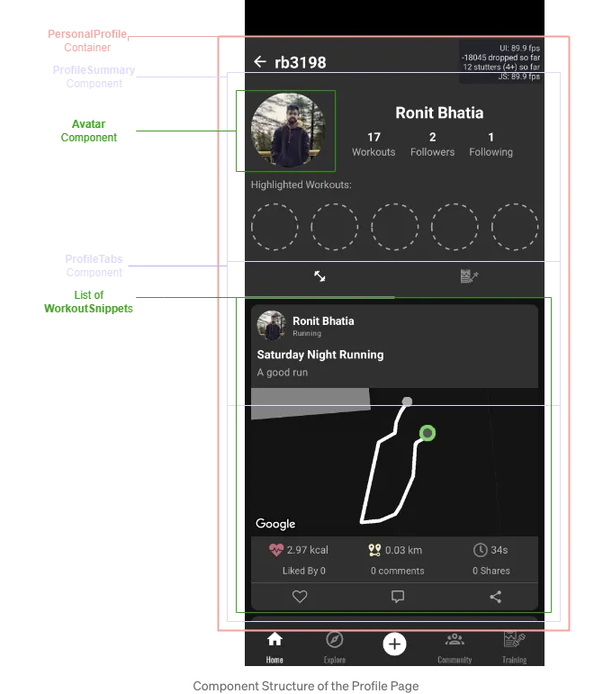 PersonalProfile,
Container
ProfileSummary
Component
Avatar
Component
ProfileTabs
Component
List of
WorkoutSnippets
UI: 89.9 fps
-18045 dropped so far
12 stutters (4+) so far
JS: 89.9 fps
rb3198
Ronit Bhatia
17 2 1
Workouts Followers Following
Highlighted Workouts:
Ronit Bhatia
Running
Saturday Night Running
A good run
Google
2.97 kcal 0.03 km 34s
Liked By 0 0 comments 0 Shares
Home Explore Community Training
Component Structure of the Profile Page